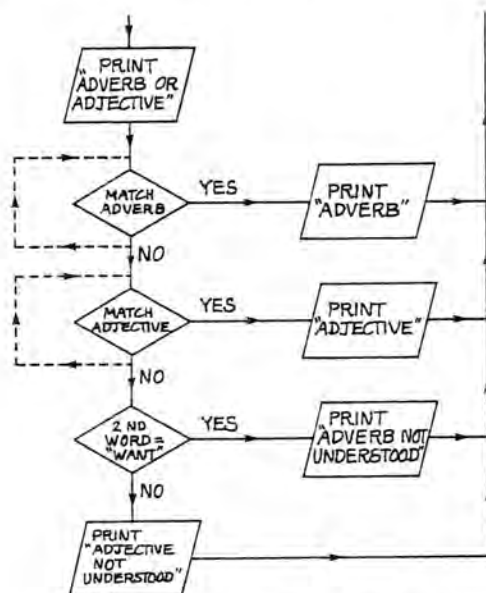 "PRINT
ADVERB OR
ADJECTIVE"
MATCH
ADVERB
YES
PRINT
"ADVERB"
NO
MATCH
ADJECTIVE
YES
PRINT
"ADJECTIVE"
NO
2 ND
WORD =
"WANT"
YES
"PRINT
ADVERB NOT
UNDERSTOOD"
NO
PRINT
"ADJECTIVE
NOT
UNDERSTOOD"